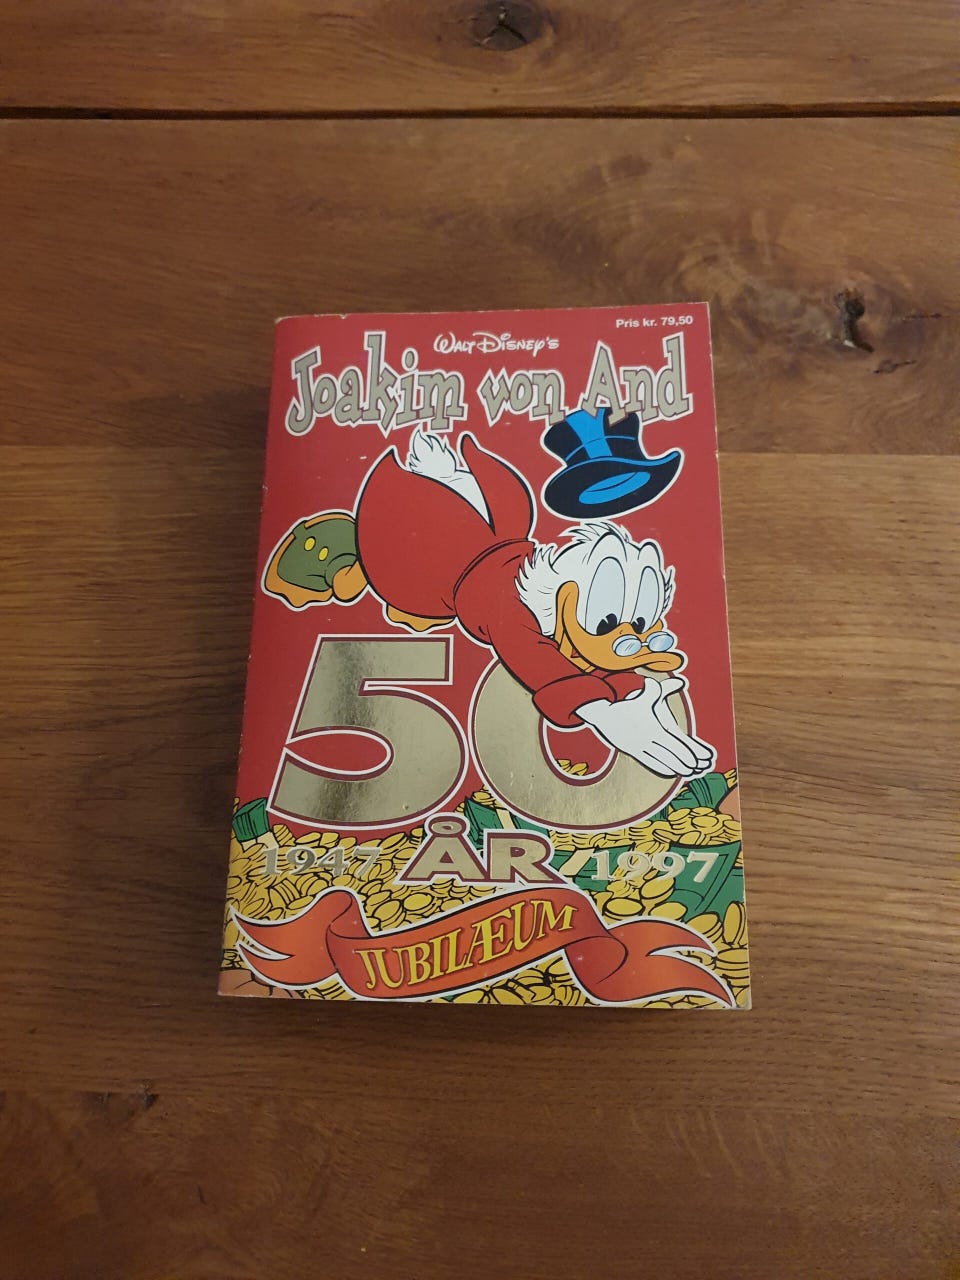 Pris kr. 79,50
WALT DISNEY'S
Joakim von And
50
1947 ÅR 1997
JUBILÆUM